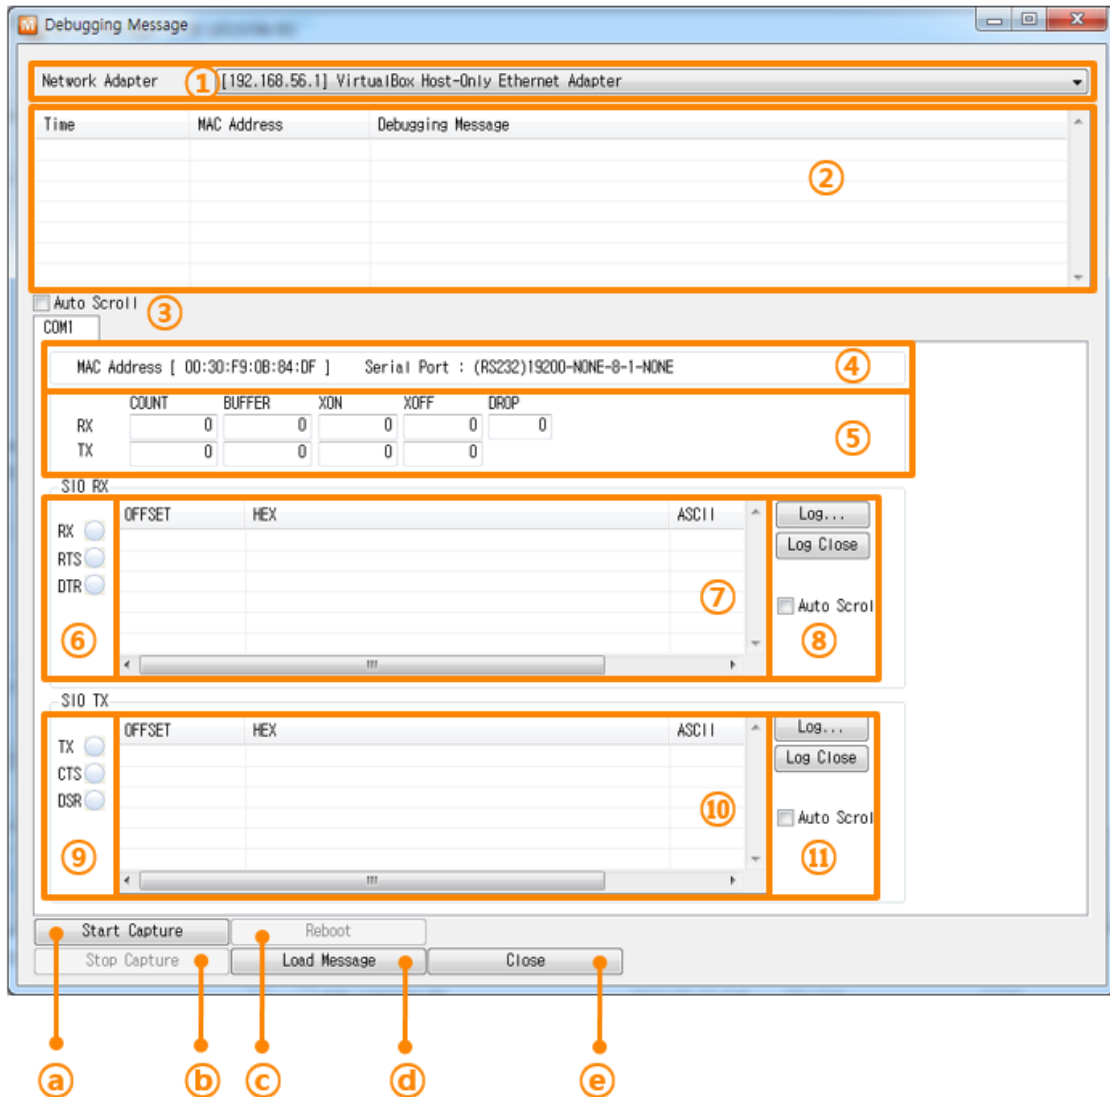 M Debugging Message
Network Adapter ① [192.168.56.1] VirtualBox Host-Only Ethernet Adapter
Time MAC Address Debugging Message
②
Auto Scroll ③
COM1
MAC Address [ 00:30:F9:0B:84:DF ] Serial Port : (RS232)19200-NONE-8-1-NONE ④
COUNT BUFFER XON XOFF DROP
RX 0 0 0 0 0 ⑤
TX 0 0 0 0
SIO RX
OFFSET HEX ASCII Log...
RX
Log Close
RTS
DTR
⑦ Auto Scrol
⑥ ⑧
SIO TX
OFFSET HEX ASCII Log...
TX
Log Close
CTS
DSR
⑩ Auto Scrol
⑨ ⑪
Start Capture Reboot
Stop Capture Load Message Close
ⓐ ⓑ ⓒ ⓓ ⓔ